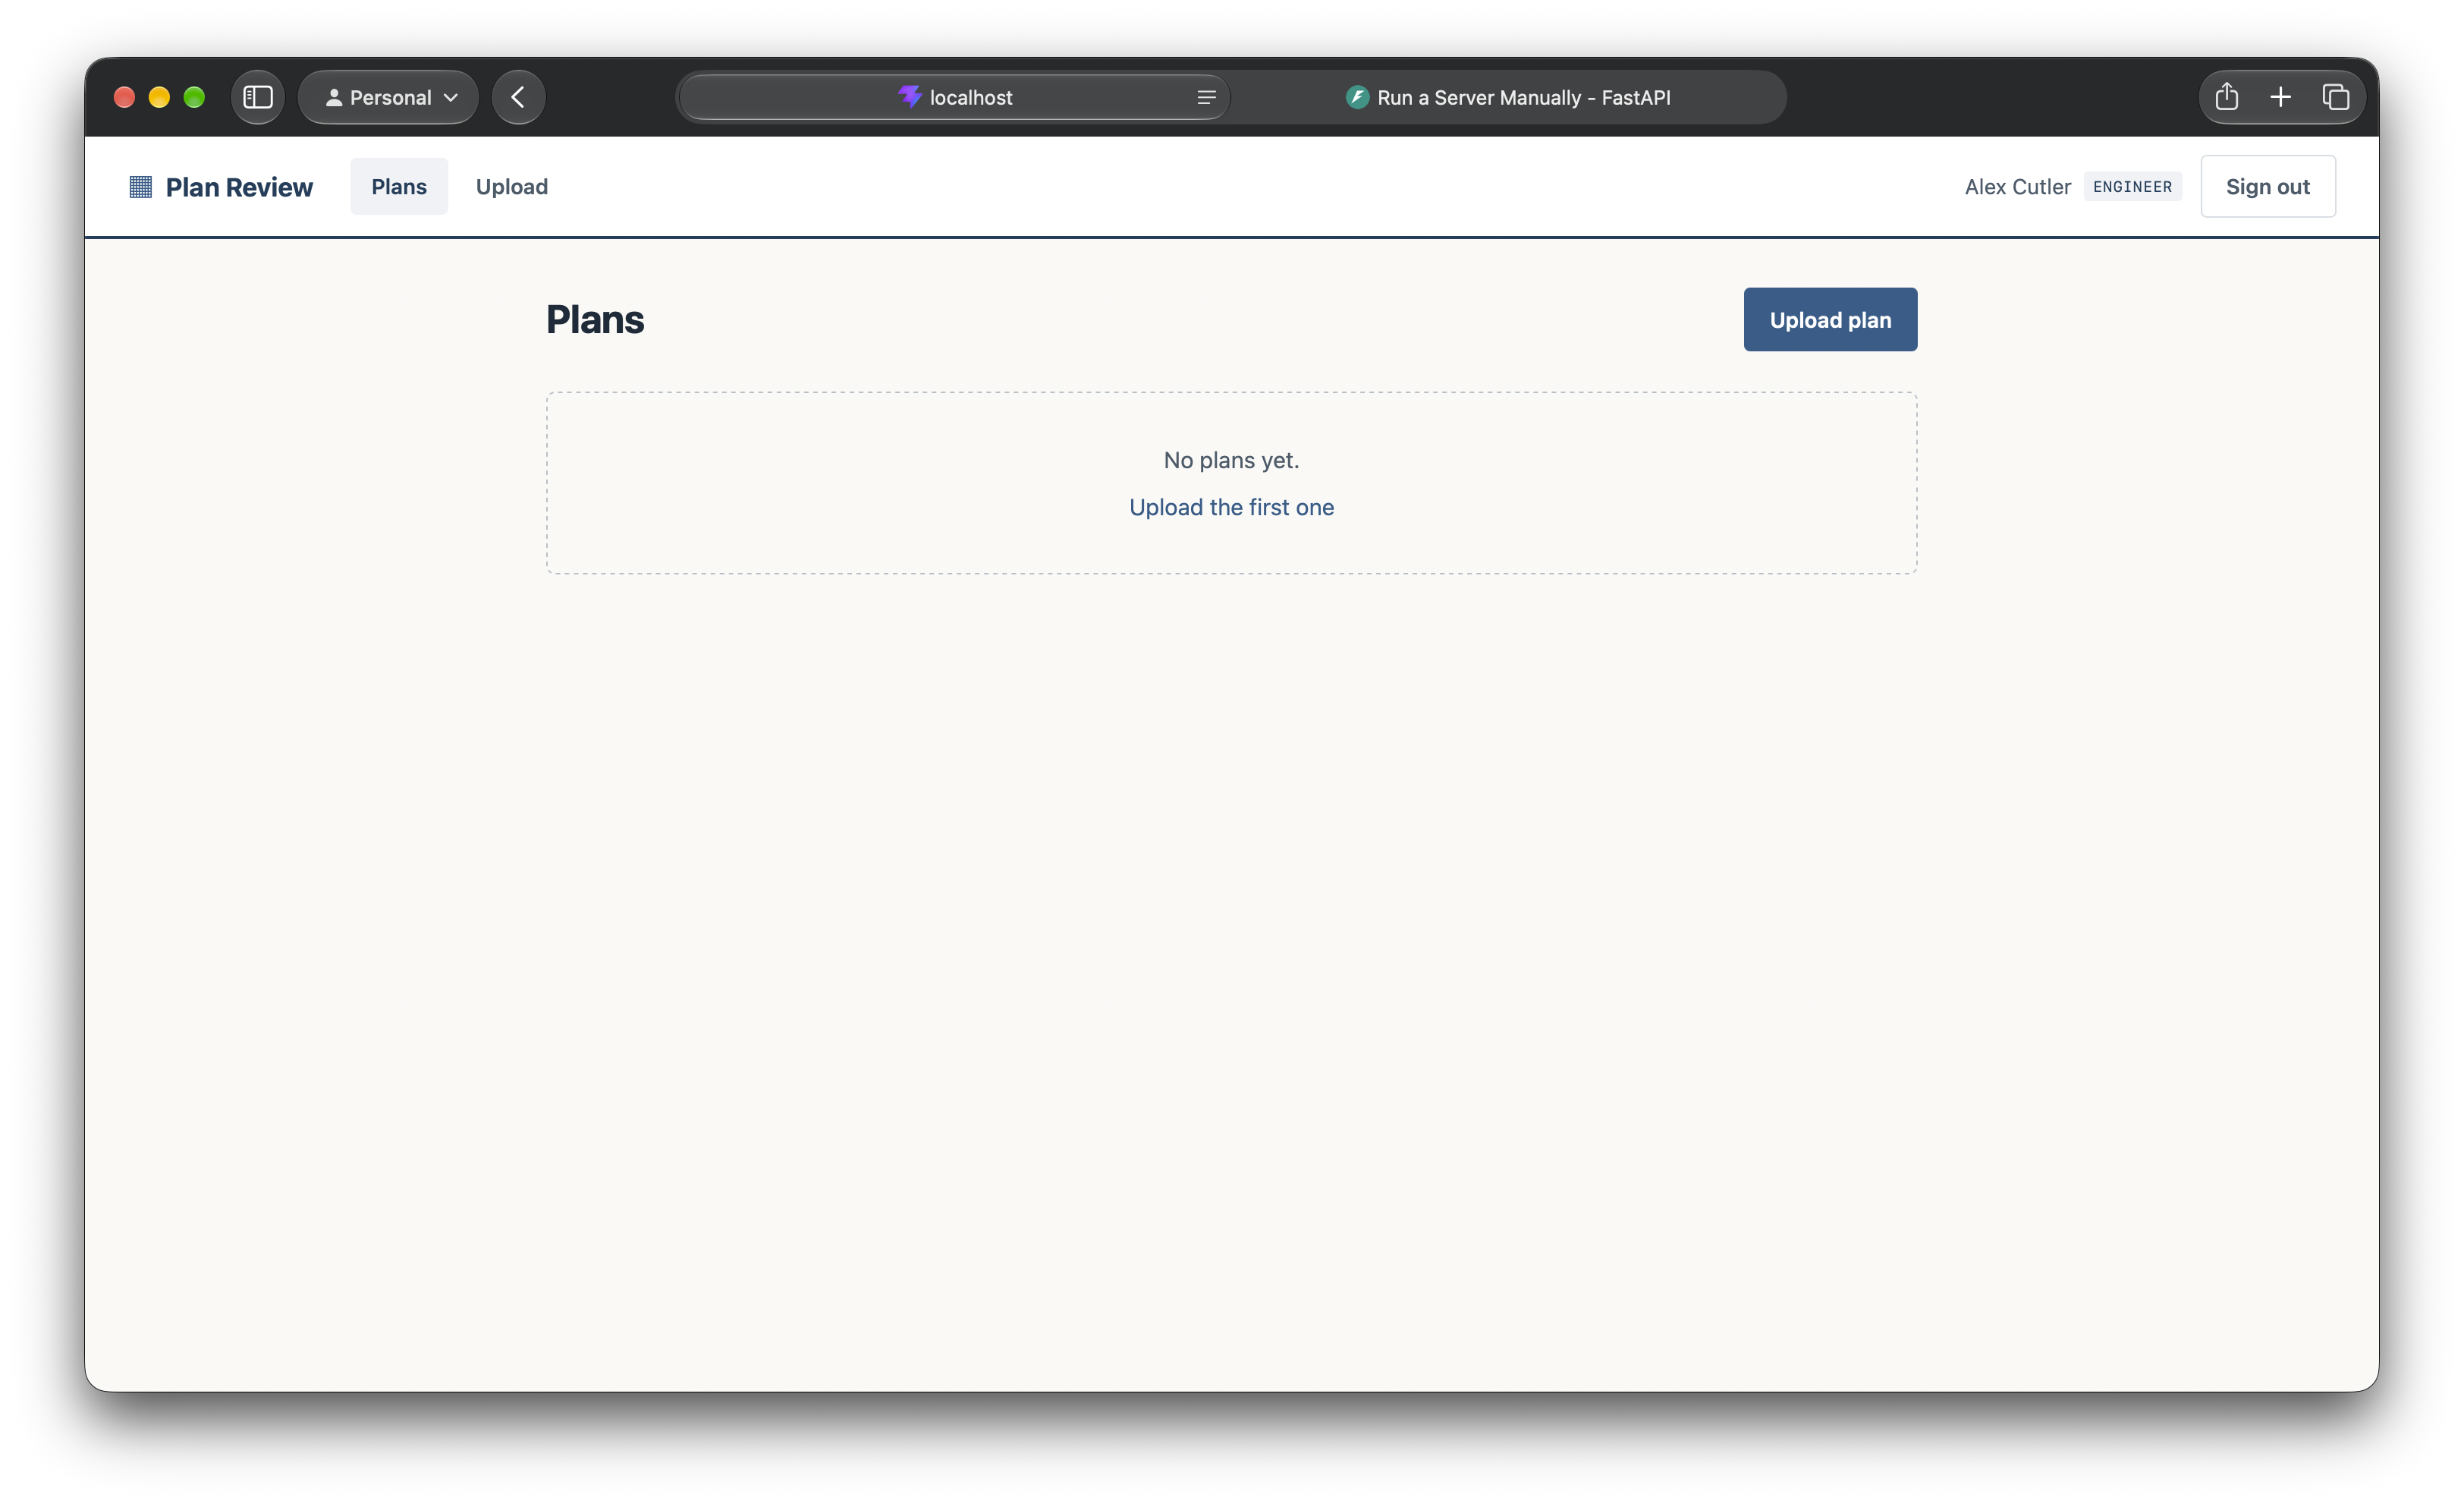 Personal
localhost
Run a Server Manually - FastAPI
Plan Review
Plans
Upload
Alex Cutler
ENGINEER
Sign out
Plans
Upload plan
No plans yet.
Upload the first one